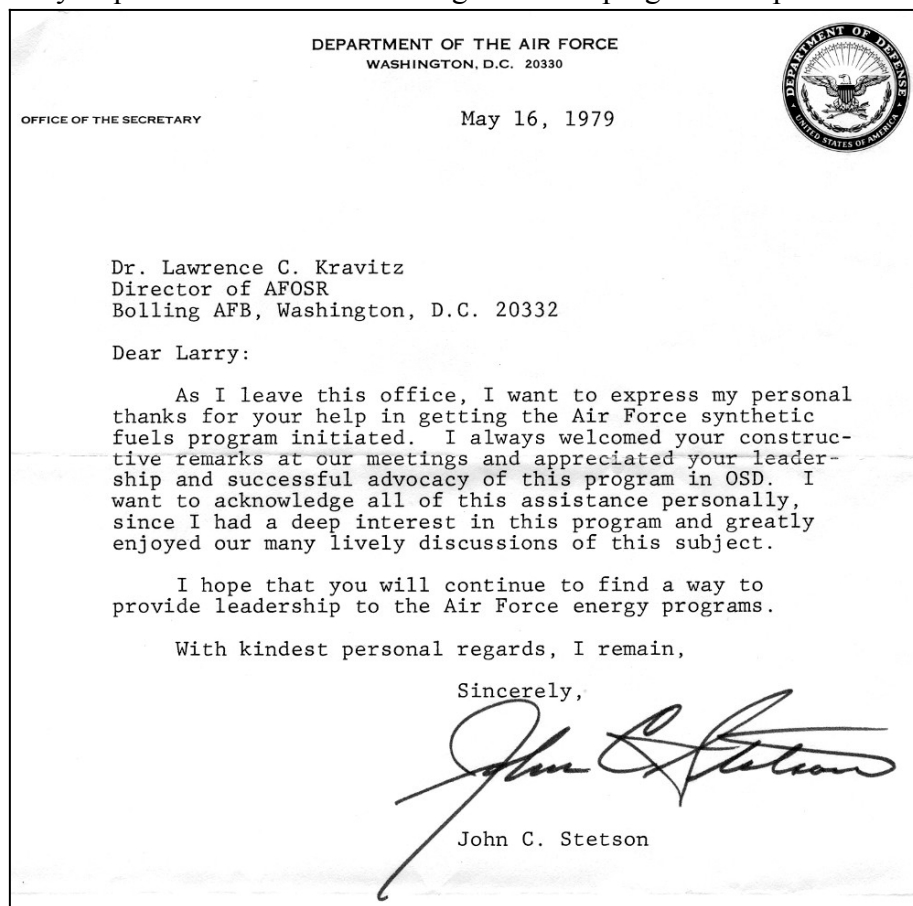 DEPARTMENT OF THE AIR FORCE
WASHINGTON, D.C. 20330
DEPARTMENT OF DEFENSE
UNITED STATES OF AMERICA
OFFICE OF THE SECRETARY
May 16, 1979
Dr. Lawrence C. Kravitz
Director of AFOSR
Bolling AFB, Washington, D.C. 20332
Dear Larry:
As I leave this office, I want to express my personal
thanks for your help in getting the Air Force synthetic
fuels program initiated. I always welcomed your construc-
tive remarks at our meetings and appreciated your leader-
ship and successful advocacy of this program in OSD. I
want to acknowledge all of this assistance personally,
since I had a deep interest in this program and greatly
enjoyed our many lively discussions of this subject.
I hope that you will continue to find a way to
provide leadership to the Air Force energy programs.
With kindest personal regards, I remain,
Sincerely,
John C Stetson
John C. Stetson